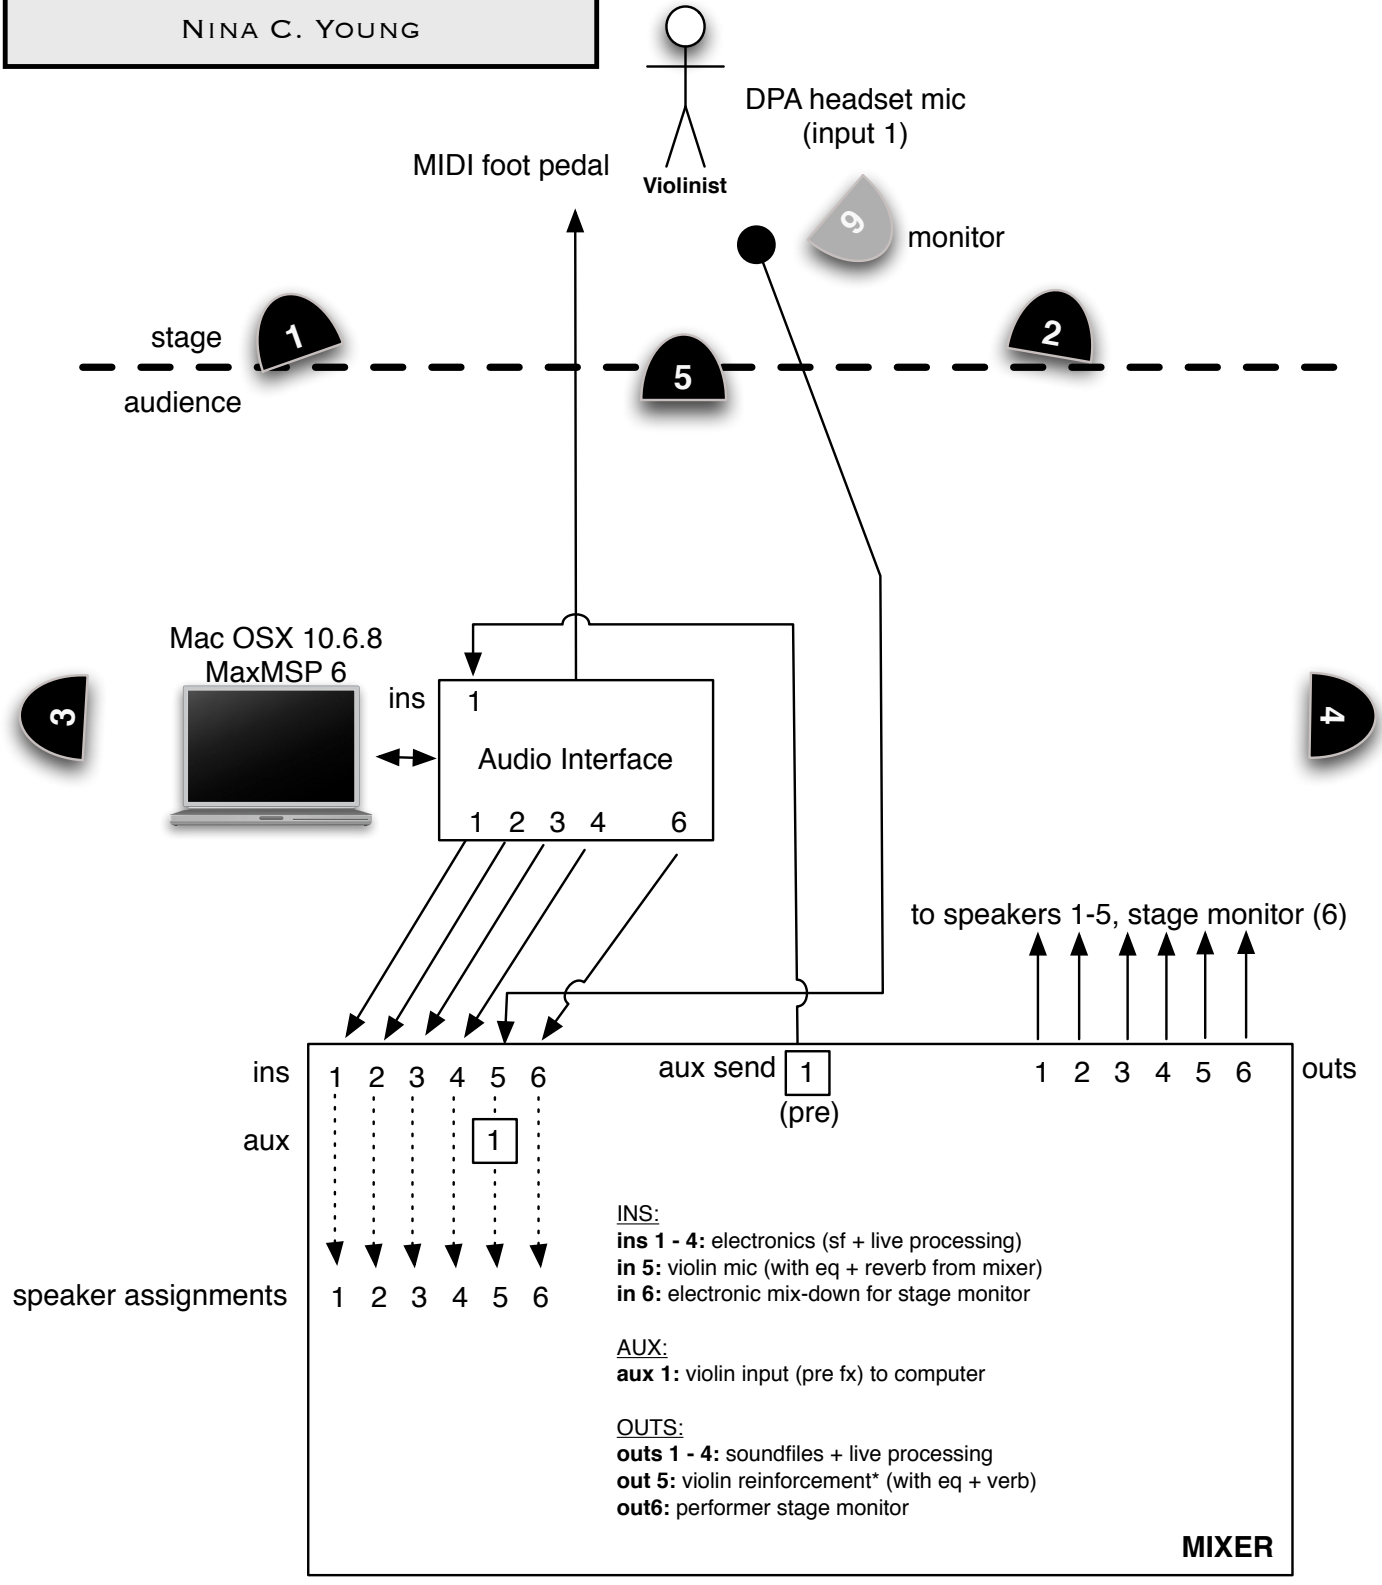 NINA C. YOUNG
DPA headset mic
(input 1)
MIDI foot pedal
Violinist
6
monitor
stage
1
2
5
audience
Mac OSX 10.6.8
MaxMSP 6
3
ins
1
4
Audio Interface
1 2 3 4 6
to speakers 1-5, stage monitor (6)
ins 1 2 3 4 5 6
aux send 1
(pre)
1 2 3 4 5 6 outs
aux 1
INS:
ins 1 - 4: electronics (sf + live processing)
in 5: violin mic (with eq + reverb from mixer)
in 6: electronic mix-down for stage monitor
speaker assignments 1 2 3 4 5 6
AUX:
aux 1: violin input (pre fx) to computer
OUTS:
outs 1 - 4: soundfiles + live processing
out 5: violin reinforcement* (with eq + verb)
out6: performer stage monitor
MIXER